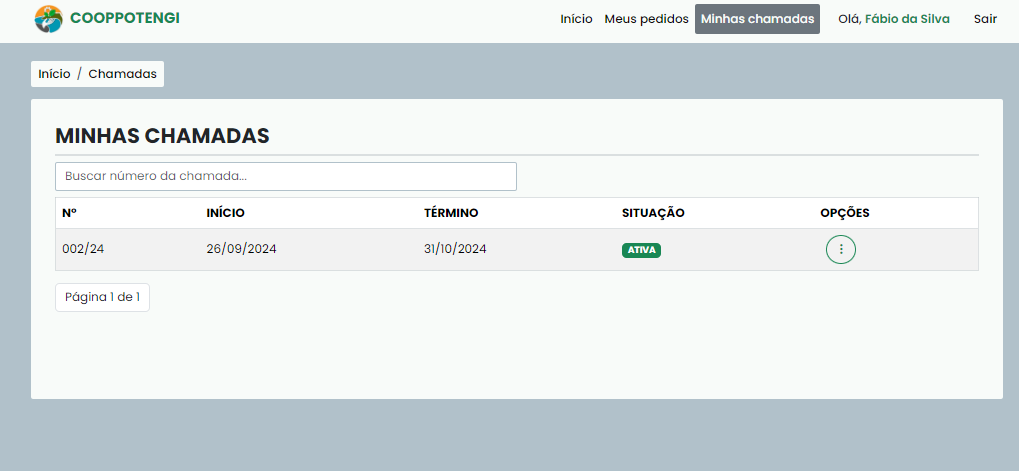 COOPPOTENGI
Início Meus pedidos Minhas chamadas Olá, Fábio da Silva Sair
Início / Chamadas
MINHAS CHAMADAS
Buscar número da chamada...
Nº INÍCIO TÉRMINO SITUAÇÃO OPÇÕES
002/24 26/09/2024 31/10/2024 ATIVA
Página 1 de 1